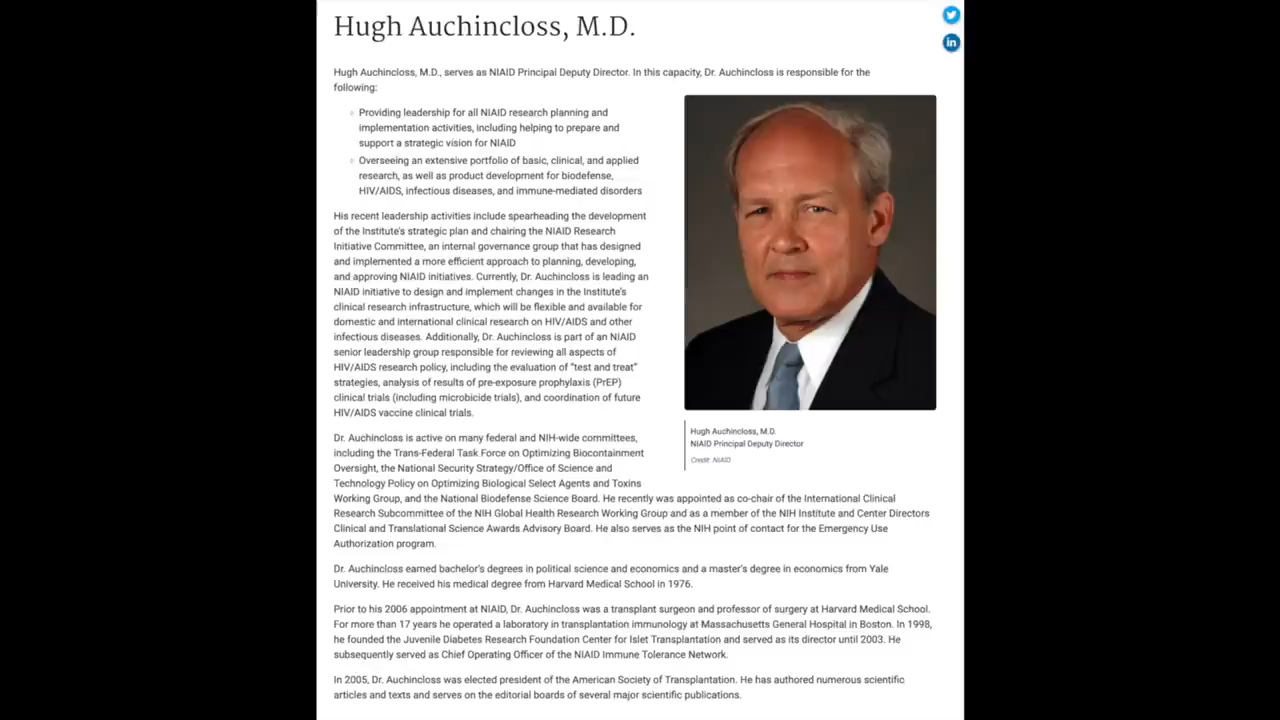 Hugh Auchincloss, M.D.
in
Hugh Auchincloss, M.D., serves as NIAID Principal Deputy Director. In this capacity, Dr. Auchincloss is responsible for the
following:
Providing leadership for all NIAID research planning and
implementation activities, including helping to prepare and
support a strategic vision for NIAID
Overseeing an extensive portfolio of basic, clinical, and applied
research, as well as product development for biodefense,
HIV/AIDS, infectious diseases, and immune-mediated disorders
His recent leadership activities include spearheading the development
of the Institute's strategic plan and chairing the NIAID Research
Initiative Committee, an internal governance group that has designed
and implemented a more efficient approach to planning, developing,
and approving NIAID initiatives. Currently, Dr. Auchincloss is leading an
NIAID initiative to design and implement changes in the Institute's
clinical research infrastructure, which will be flexible and available for
domestic and international clinical research on HIV/AIDS and other
infectious diseases. Additionally, Dr. Auchincloss is part of an NIAID
senior leadership group responsible for reviewing all aspects of
HIV/AIDS research policy, including the evaluation of "test and treat"
strategies, analysis of results of pre-exposure prophylaxis (PrEP)
clinical trials (including microbicide trials), and coordination of future
HIV/AIDS vaccine clinical trials.
Hugh Auchincloss, M.D.
NIAID Principal Deputy Director
Credit: NIAID
Dr. Auchincloss is active on many federal and NIH-wide committees,
including the Trans-Federal Task Force on Optimizing Biocontainment
Oversight, the National Security Strategy/Office of Science and
Technology Policy on Optimizing Biological Select Agents and Toxins
Working Group, and the National Biodefense Science Board. He recently was appointed as co-chair of the International Clinical
Research Subcommittee of the NIH Global Health Research Working Group and as a member of the NIH Institute and Center Directors
Clinical and Translational Science Awards Advisory Board. He also serves as the NIH point of contact for the Emergency Use
Authorization program.
Dr. Auchincloss earned bachelor's degrees in political science and economics and a master's degree in economics from Yale
University. He received his medical degree from Harvard Medical School in 1976.
Prior to his 2006 appointment at NIAID, Dr. Auchincloss was a transplant surgeon and professor of surgery at Harvard Medical School.
For more than 17 years he operated a laboratory in transplantation immunology at Massachusetts General Hospital in Boston. In 1998,
he founded the Juvenile Diabetes Research Foundation Center for Islet Transplantation and served as its director until 2003. He
subsequently served as Chief Operating Officer of the NIAID Immune Tolerance Network.
In 2005, Dr. Auchincloss was elected president of the American Society of Transplantation. He has authored numerous scientific
articles and texts and serves on the editorial boards of several major scientific publications.